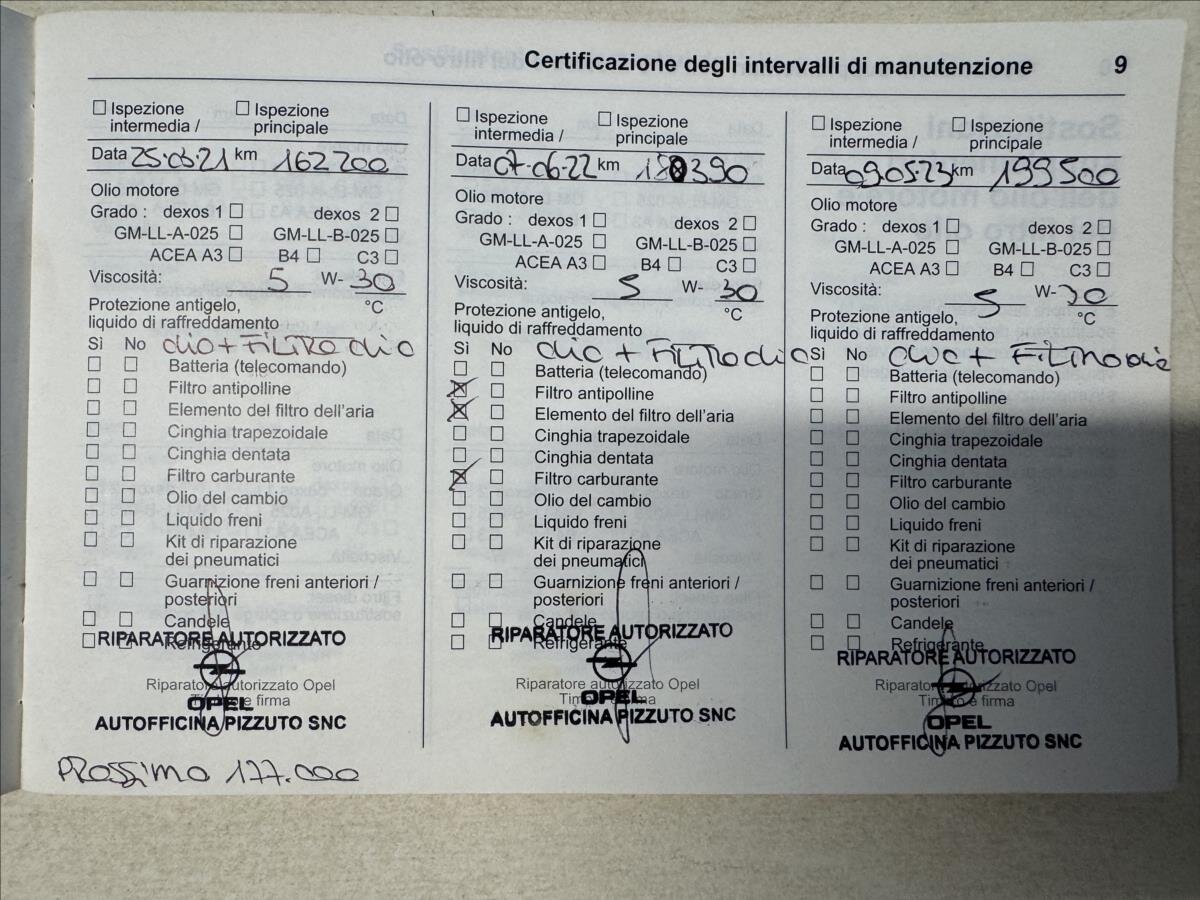 Certificazione degli intervalli di manutenzione 9
Ispezione intermedia / Ispezione principale
Data 25.06.21 km 162200
Olio motore
Grado : dexos 1 dexos 2
GM-LL-A-025 GM-LL-B-025
ACEA A3 B4 C3
Viscosità: 5 W- 30
Protezione antigelo, °C
liquido di raffreddamento
Sì No olio + FILTRO olio
Batteria (telecomando)
Filtro antipolline
Elemento del filtro dell'aria
Cinghia trapezoidale
Cinghia dentata
Filtro carburante
Olio del cambio
Liquido freni
Kit di riparazione
dei pneumatici
Guarnizione freni anteriori /
posteriori
Candele
Refrigerante
RIPARATORE AUTORIZZATO
Riparatore autorizzato Opel
Timbro e firma
OPEL
AUTOFFICINA PIZZUTO SNC
PROSSIMO 177.000
Ispezione intermedia / Ispezione principale
Data 07.06.22 km 180390
Olio motore
Grado : dexos 1 dexos 2
GM-LL-A-025 GM-LL-B-025
ACEA A3 B4 C3
Viscosità: 5 W- 30
Protezione antigelo, °C
liquido di raffreddamento
Sì No olio + FILTRO olio
Batteria (telecomando)
Filtro antipolline
Elemento del filtro dell'aria
Cinghia trapezoidale
Cinghia dentata
Filtro carburante
Olio del cambio
Liquido freni
Kit di riparazione
dei pneumatici
Guarnizione freni anteriori /
posteriori
Candele
Refrigerante
RIPARATORE AUTORIZZATO
Riparatore autorizzato Opel
Timbro e firma
OPEL
AUTOFFICINA PIZZUTO SNC
Ispezione intermedia / Ispezione principale
Data 09.05.23 km 199500
Olio motore
Grado : dexos 1 dexos 2
GM-LL-A-025 GM-LL-B-025
ACEA A3 B4 C3
Viscosità: 5 W- 30
Protezione antigelo, °C
liquido di raffreddamento
Sì No olio + FILTRO olio
Batteria (telecomando)
Filtro antipolline
Elemento del filtro dell'aria
Cinghia trapezoidale
Cinghia dentata
Filtro carburante
Olio del cambio
Liquido freni
Kit di riparazione
dei pneumatici
Guarnizione freni anteriori /
posteriori
Candele
Refrigerante
RIPARATORE AUTORIZZATO
Riparatore autorizzato Opel
Timbro e firma
OPEL
AUTOFFICINA PIZZUTO SNC